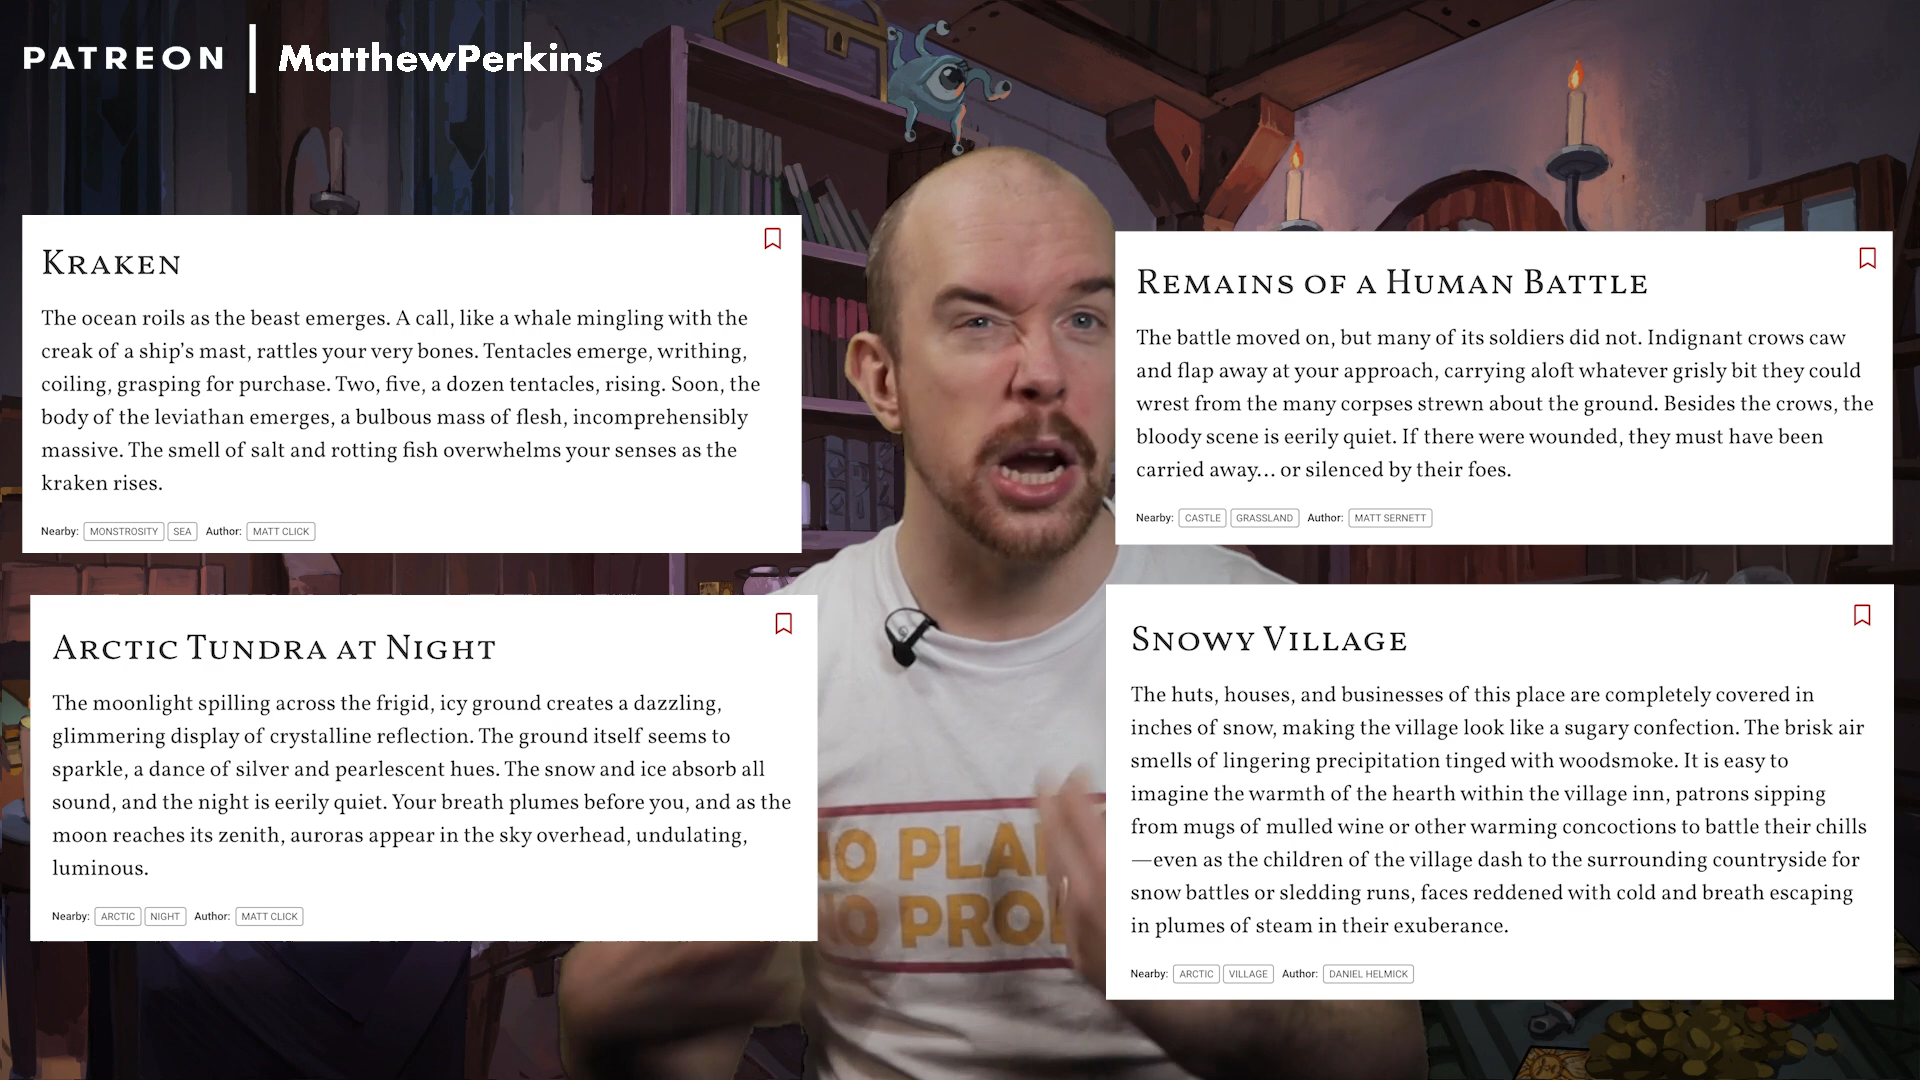 PATREON | MatthewPerkins
KRAKEN
The ocean roils as the beast emerges. A call, like a whale mingling with the
creak of a ship's mast, rattles your very bones. Tentacles emerge, writhing,
coiling, grasping for purchase. Two, five, a dozen tentacles, rising. Soon, the
body of the leviathan emerges, a bulbous mass of flesh, incomprehensibly
massive. The smell of salt and rotting fish overwhelms your senses as the
kraken rises.
Nearby: MONSTROSITY SEA Author: MATT CLICK
REMAINS OF A HUMAN BATTLE
The battle moved on, but many of its soldiers did not. Indignant crows caw
and flap away at your approach, carrying aloft whatever grisly bit they could
wrest from the many corpses strewn about the ground. Besides the crows, the
bloody scene is eerily quiet. If there were wounded, they must have been
carried away... or silenced by their foes.
Nearby: CASTLE GRASSLAND Author: MATT SERNETT
ARCTIC TUNDRA AT NIGHT
The moonlight spilling across the frigid, icy ground creates a dazzling,
glimmering display of crystalline reflection. The ground itself seems to
sparkle, a dance of silver and pearlescent hues. The snow and ice absorb all
sound, and the night is eerily quiet. Your breath plumes before you, and as the
moon reaches its zenith, auroras appear in the sky overhead, undulating,
luminous.
Nearby: ARCTIC NIGHT Author: MATT CLICK
SNOWY VILLAGE
The huts, houses, and businesses of this place are completely covered in
inches of snow, making the village look like a sugary confection. The brisk air
smells of lingering precipitation tinged with woodsmoke. It is easy to
imagine the warmth of the hearth within the village inn, patrons sipping
from mugs of mulled wine or other warming concoctions to battle their chills
—even as the children of the village dash to the surrounding countryside for
snow battles or sledding runs, faces reddened with cold and breath escaping
in plumes of steam in their exuberance.
Nearby: ARCTIC VILLAGE Author: DANIEL HELMICK
NO PLA
NO PRO